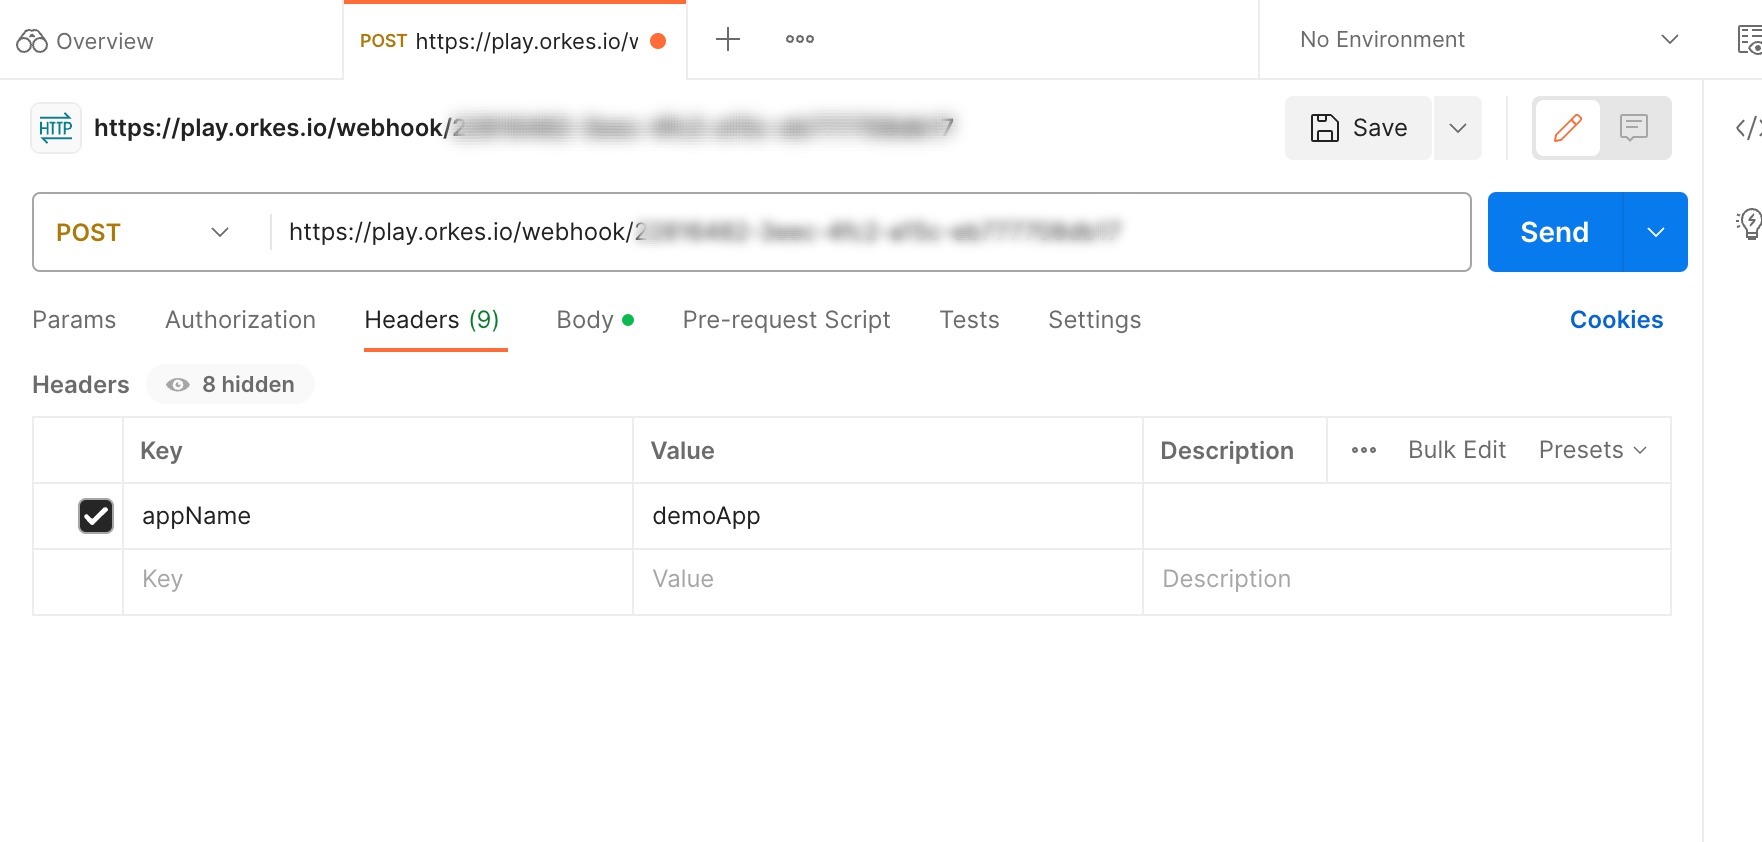 Overview
POST https://play.orkes.io/w
No Environment
HTTP https://play.orkes.io/webhook/
Save
POST https://play.orkes.io/webhook/
Send
Params Authorization Headers (9) Body Pre-request Script Tests Settings Cookies
Headers 8 hidden
Key Value Description Bulk Edit Presets
appName demoApp
Key Value Description